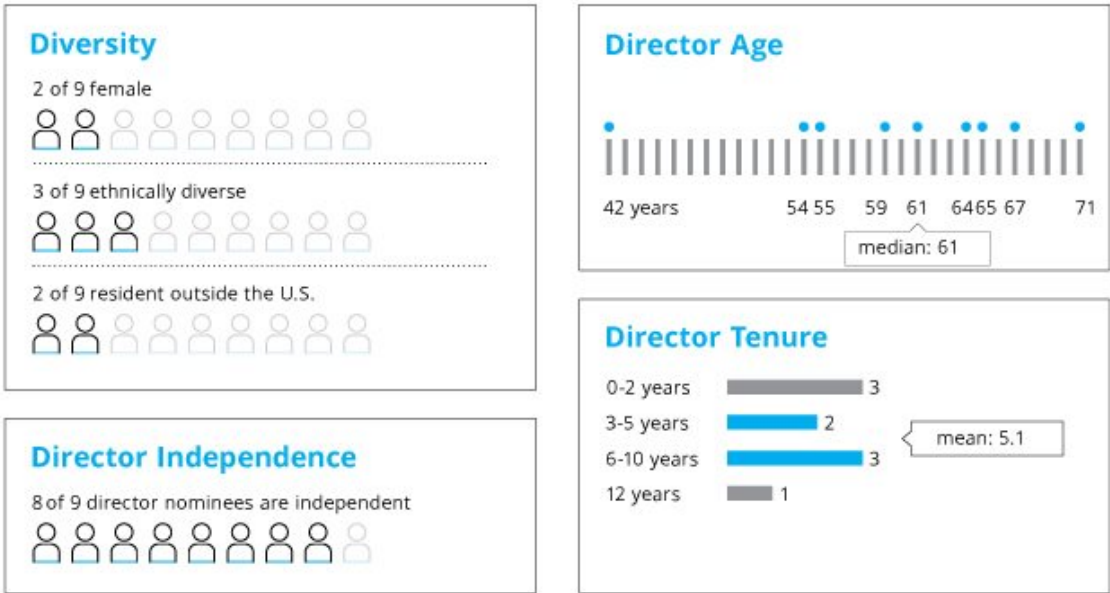 Diversity
2 of 9 female
3 of 9 ethnically diverse
2 of 9 resident outside the U.S.
Director Independence
8 of 9 director nominees are independent
Director Age
42 years 54 55 59 61 64 65 67 71
median: 61
Director Tenure
0-2 years 3
3-5 years 2
mean: 5.1
6-10 years 3
12 years 1